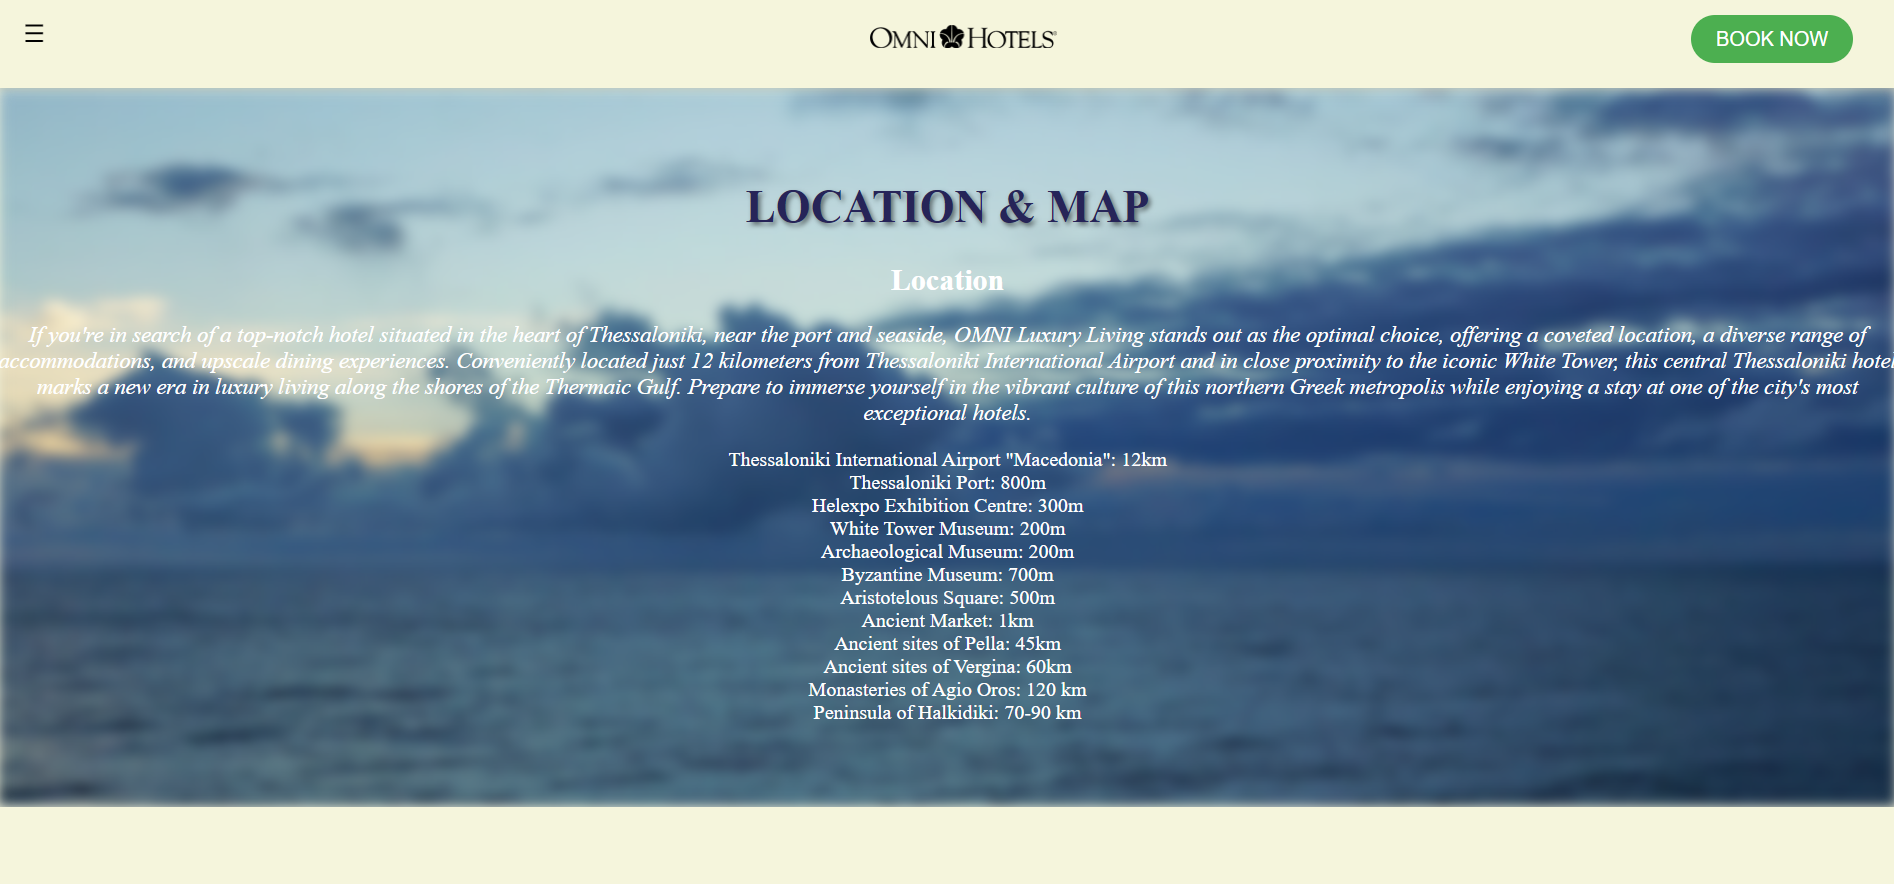 ☰
OMNI HOTELS®
BOOK NOW
LOCATION & MAP
Location
If you're in search of a top-notch hotel situated in the heart of Thessaloniki, near the port and seaside, OMNI Luxury Living stands out as the optimal choice, offering a coveted location, a diverse range of
accommodations, and upscale dining experiences. Conveniently located just 12 kilometers from Thessaloniki International Airport and in close proximity to the iconic White Tower, this central Thessaloniki hotel
marks a new era in luxury living along the shores of the Thermaic Gulf. Prepare to immerse yourself in the vibrant culture of this northern Greek metropolis while enjoying a stay at one of the city's most
exceptional hotels.
Thessaloniki International Airport "Macedonia": 12km
Thessaloniki Port: 800m
Helexpo Exhibition Centre: 300m
White Tower Museum: 200m
Archaeological Museum: 200m
Byzantine Museum: 700m
Aristotelous Square: 500m
Ancient Market: 1km
Ancient sites of Pella: 45km
Ancient sites of Vergina: 60km
Monasteries of Agio Oros: 120 km
Peninsula of Halkidiki: 70-90 km